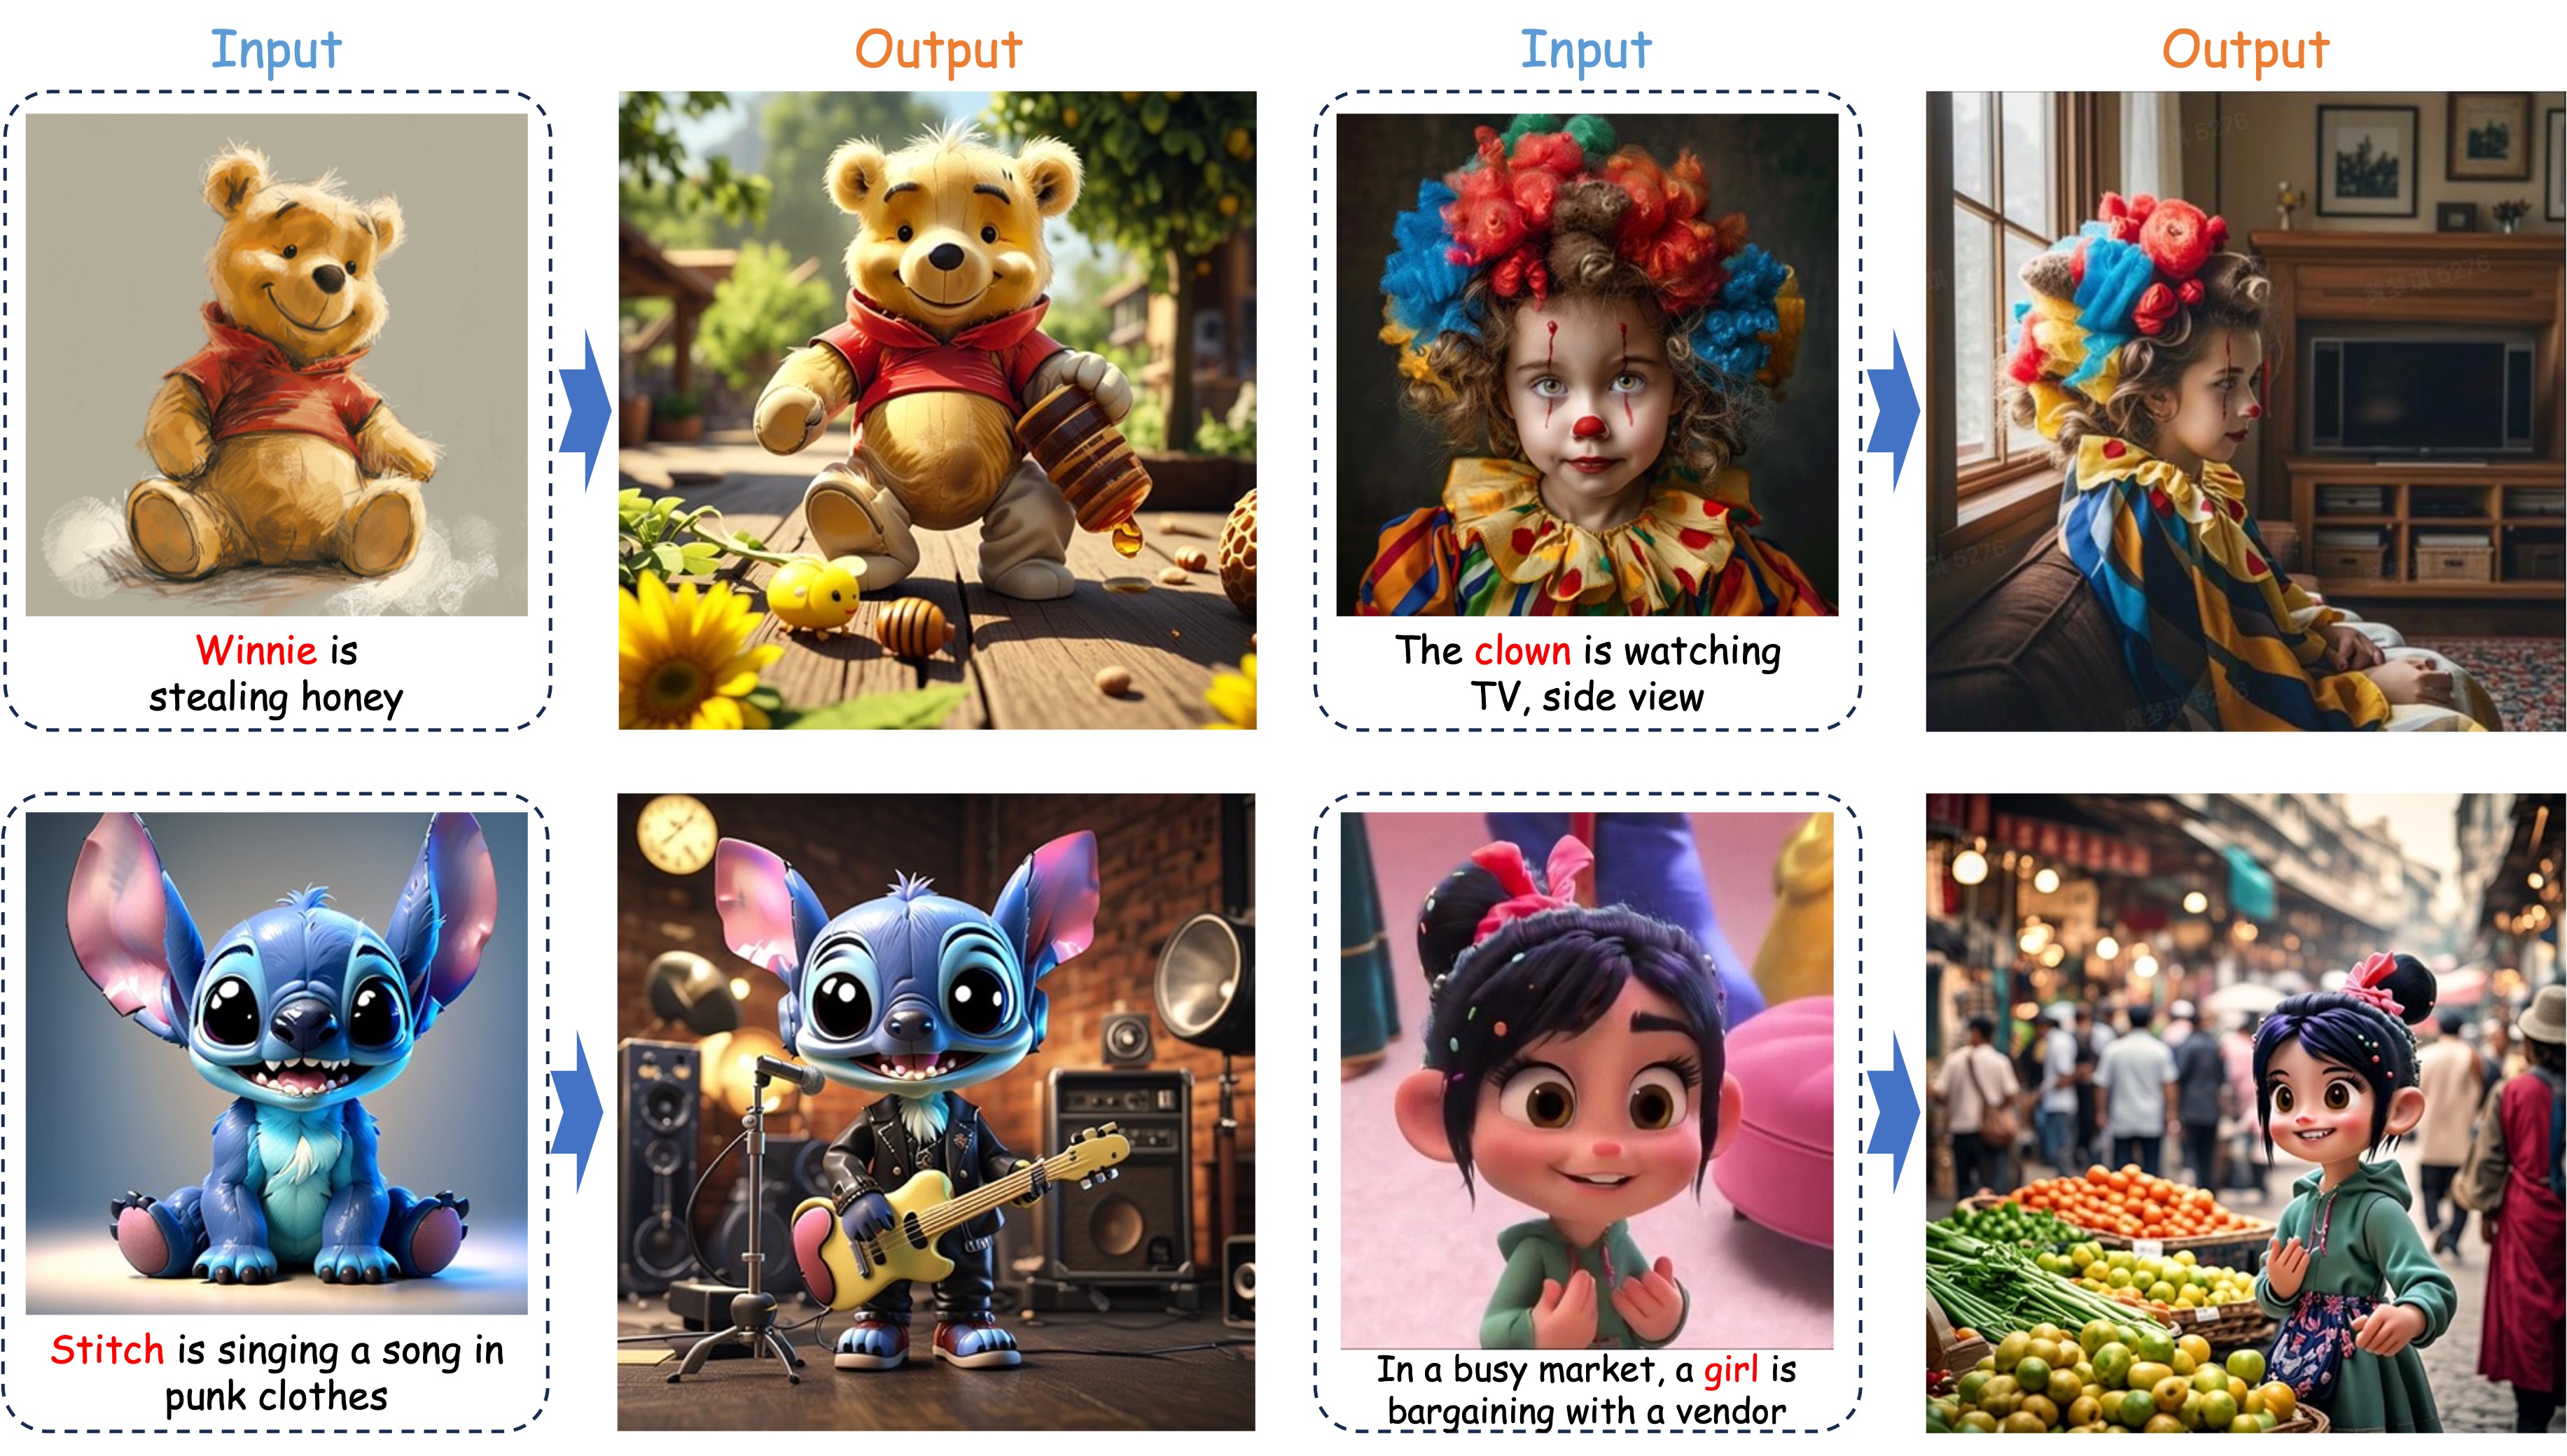 Input
Output
Input
Output
Winnie is
stealing honey
The clown is watching
TV, side view
Stitch is singing a song in
punk clothes
In a busy market, a girl is
bargaining with a vendor